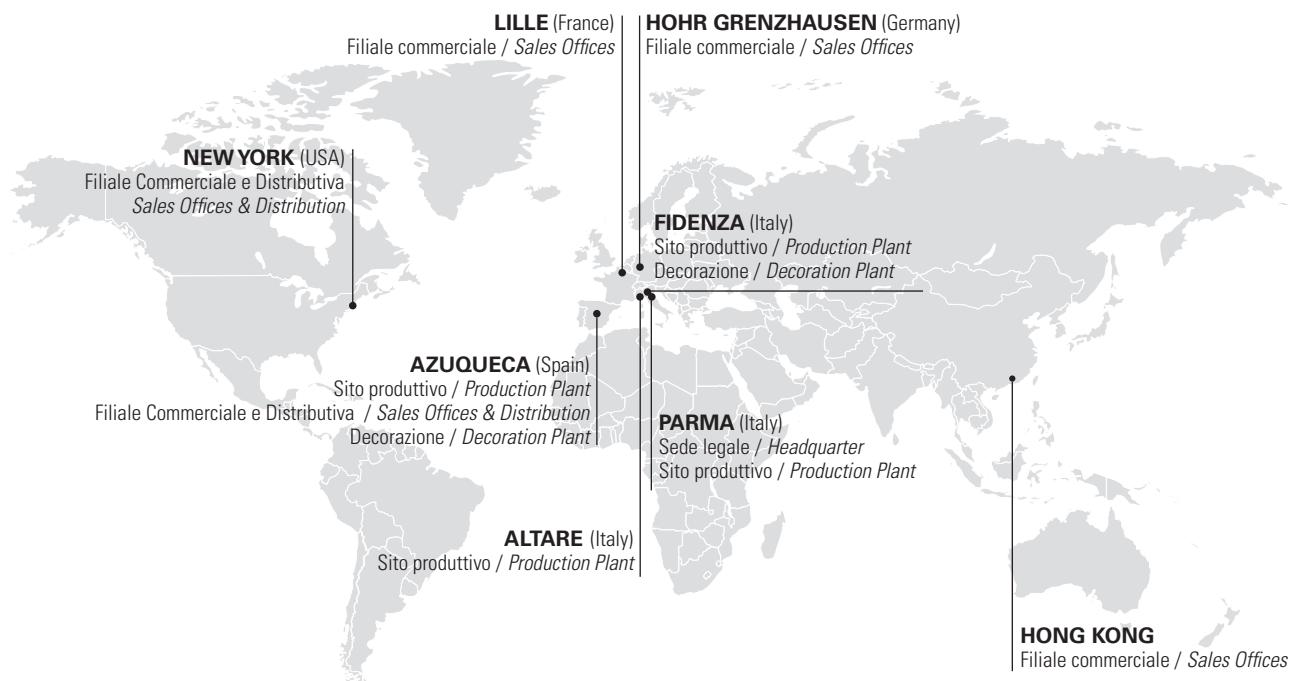 LILLE (France)
Filiale commerciale / Sales Offices
HOHR GRENZHAUSEN (Germany)
Filiale commerciale / Sales Offices
NEW YORK (USA)
Filiale Commerciale e Distributiva
Sales Offices & Distribution
FIDENZA (Italy)
Sito produttivo / Production Plant
Decorazione / Decoration Plant
AZUQUECA (Spain)
Sito produttivo / Production Plant
Filiale Commerciale e Distributiva / Sales Offices & Distribution
Decorazione / Decoration Plant
PARMA (Italy)
Sede legale / Headquarter
Sito produttivo / Production Plant
ALTARE (Italy)
Sito produttivo / Production Plant
HONG KONG
Filiale commerciale / Sales Offices